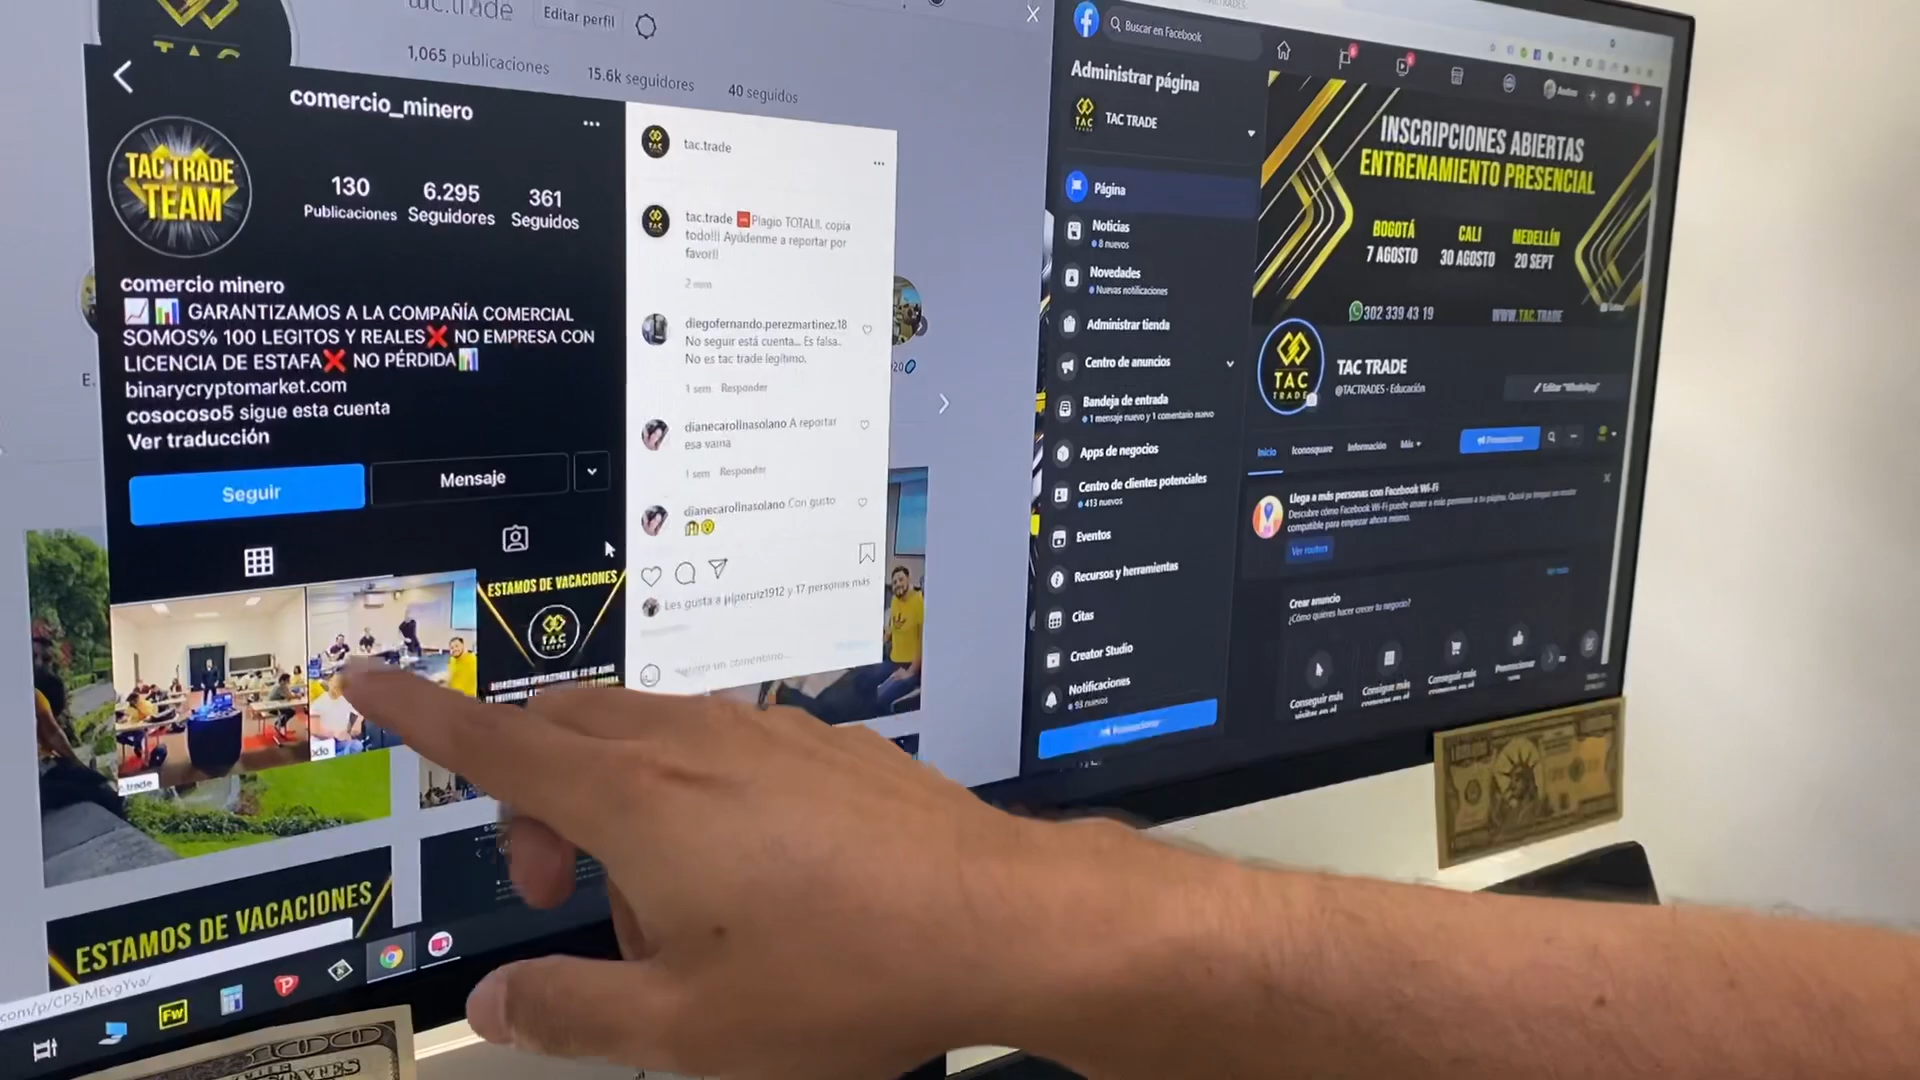 tac.trade
Editar perfil
1,065 publicaciones
15.6k seguidores
40 seguidos
TAC
comercio_minero
TAC TRADE
TEAM
130
Publicaciones
6.295
Seguidores
361
Seguidos
comercio minero
GARANTIZAMOS A LA COMPAÑÍA COMERCIAL
SOMOS% 100 LEGITOS Y REALES❌ NO EMPRESA CON
LICENCIA DE ESTAFA❌ NO PÉRDIDA
binarycryptomarket.com
cosocoso5 sigue esta cuenta
Ver traducción
Seguir
Mensaje
ESTAMOS DE VACACIONES
TAC
TRADE
ESTAMOS DE VACACIONES
com/p/CP5jMEvgYva/
Fw
100
tac.trade
tac.trade Plagio TOTAL!!, copia
todo!!! Ayúdenme a reportar por
favor!!
2 min
diegofernando.perezmartinez.18
No seguir está cuenta... Es falsa..
No es tac trade legítimo.
1 sem Responder
dianecarolinasolano A reportar
esa vaina
1 sem Responder
dianecarolinasolano Con gusto
Les gusta a piperuiz1912 y 17 personas más
Buscar en Facebook
Administrar página
TAC TRADE
Página
Noticias
8 nuevos
Novedades
Nuevas notificaciones
Administrar tienda
Centro de anuncios
Bandeja de entrada
1 mensaje nuevo y 1 comentario nuevo
Apps de negocios
Centro de clientes potenciales
413 nuevos
Eventos
Recursos y herramientas
Citas
Creator Studio
Notificaciones
93 nuevos
Promocionar
INSCRIPCIONES ABIERTAS
ENTRENAMIENTO PRESENCIAL
BOGOTÁ
7 AGOSTO
CALI
30 AGOSTO
MEDELLÍN
20 SEPT
302 339 43 19
WWW.TAC.TRADE
TAC
TRADE
TAC TRADE
@TACTRADES · Educación
Editar "WhatsApp"
Inicio
Iconosquare
Información
Más
Promocionar
Llega a más personas con Facebook Wi-Fi
Ver routers
Crear anuncio
¿Cómo quieres hacer crecer tu negocio?
Conseguir más
Conseguir más
Promocionar